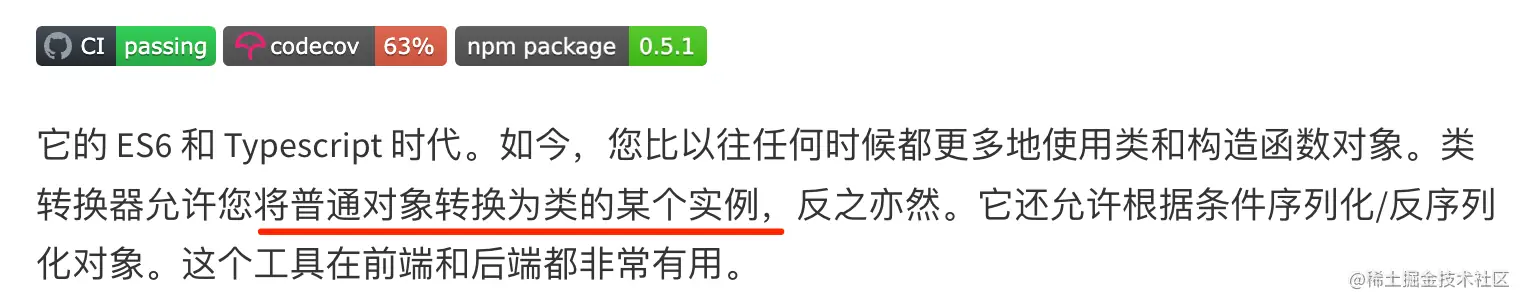 CI passing codecov 63% npm package 0.5.1
它的 ES6 和 Typescript 时代。如今，您比以往任何时候都更多地使用类和构造函数对象。类
转换器允许您将普通对象转换为类的某个实例，反之亦然。它还允许根据条件序列化/反序列
化对象。这个工具在前端和后端都非常有用。
@稀土掘金技术社区